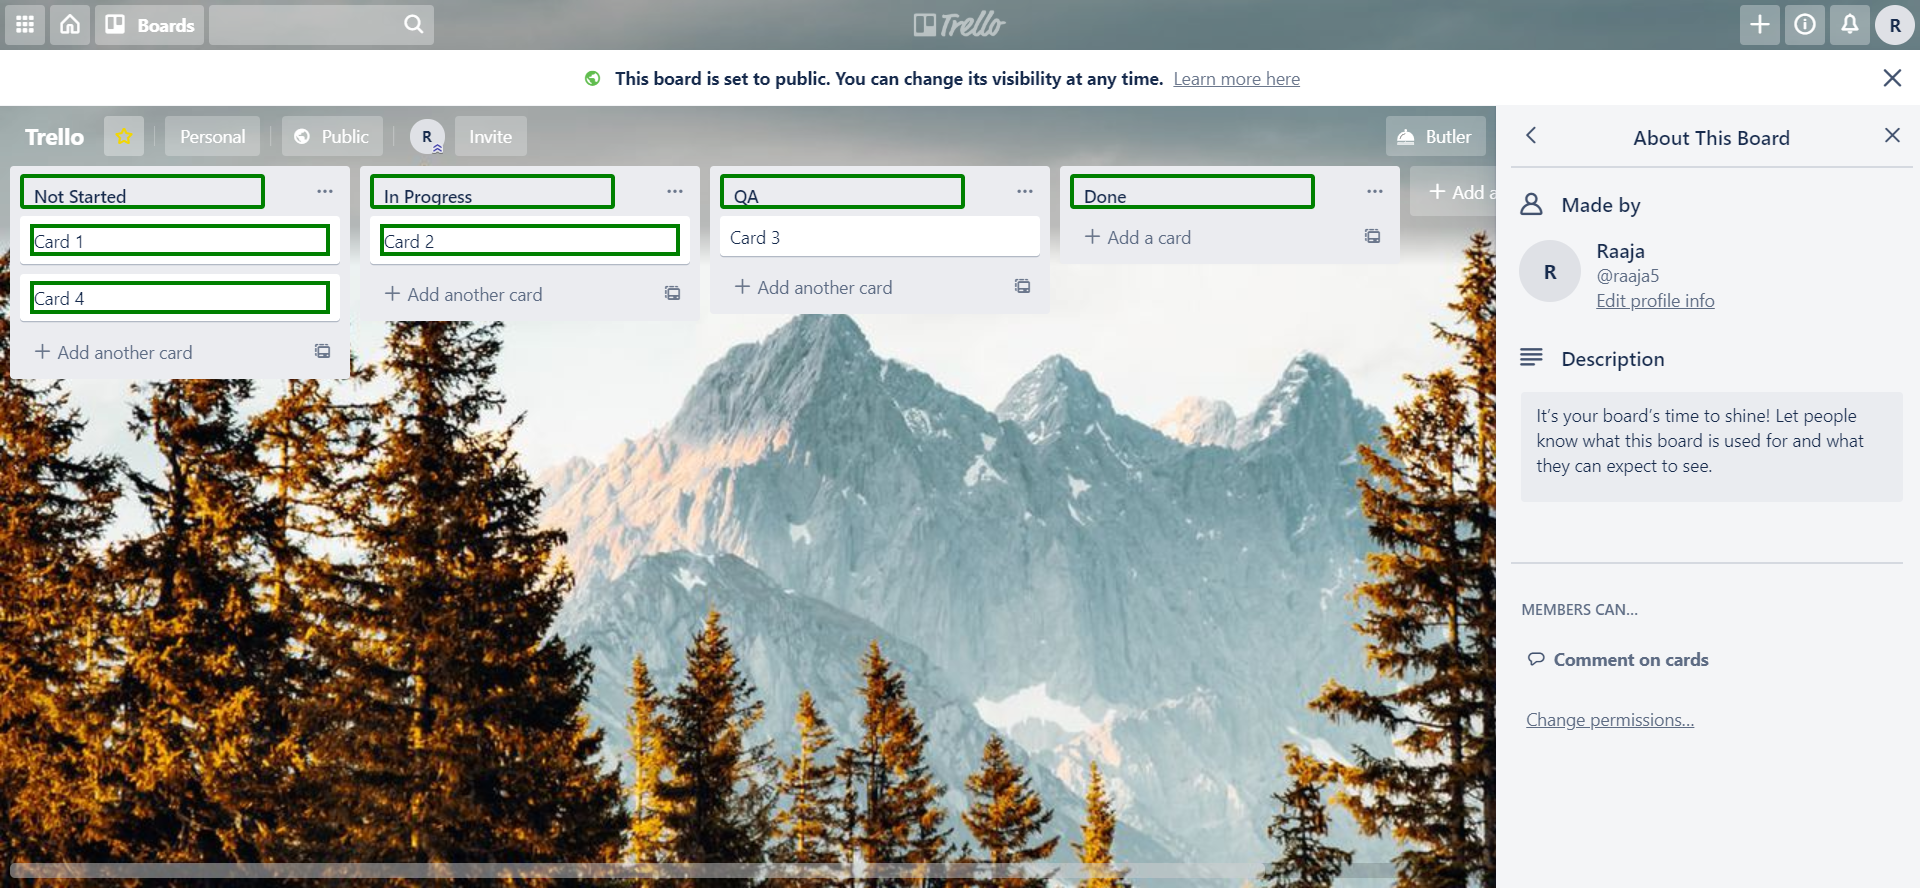 Boards
Trello
R
This board is set to public. You can change its visibility at any time. Learn more here
Trello
Personal
Public
R
Invite
Butler
Not Started
Card 1
Card 4
Add another card
In Progress
Card 2
Add another card
QA
Card 3
Add another card
Done
Add a card
Add a
About This Board
Made by
R
Raaja
@raaja5
Edit profile info
Description
It's your board's time to shine! Let people
know what this board is used for and what
they can expect to see.
MEMBERS CAN...
Comment on cards
Change permissions...